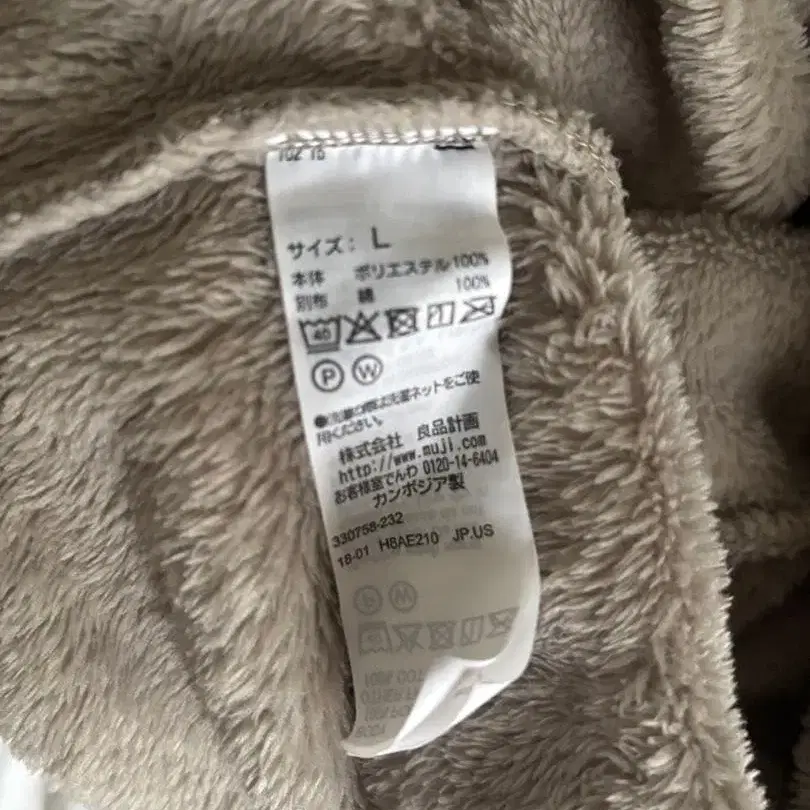 702 15
サイズ： L
本体 ポリエステル100%
別布 綿 100%
40
P W
●洗濯の際は洗濯ネットをご使
用ください。
株式会社 良品計画
http://www.muji.com
お客様室でんわ 0120-14-6404
カンボジア製
330758-232
18-01 H8AE210 JP.US